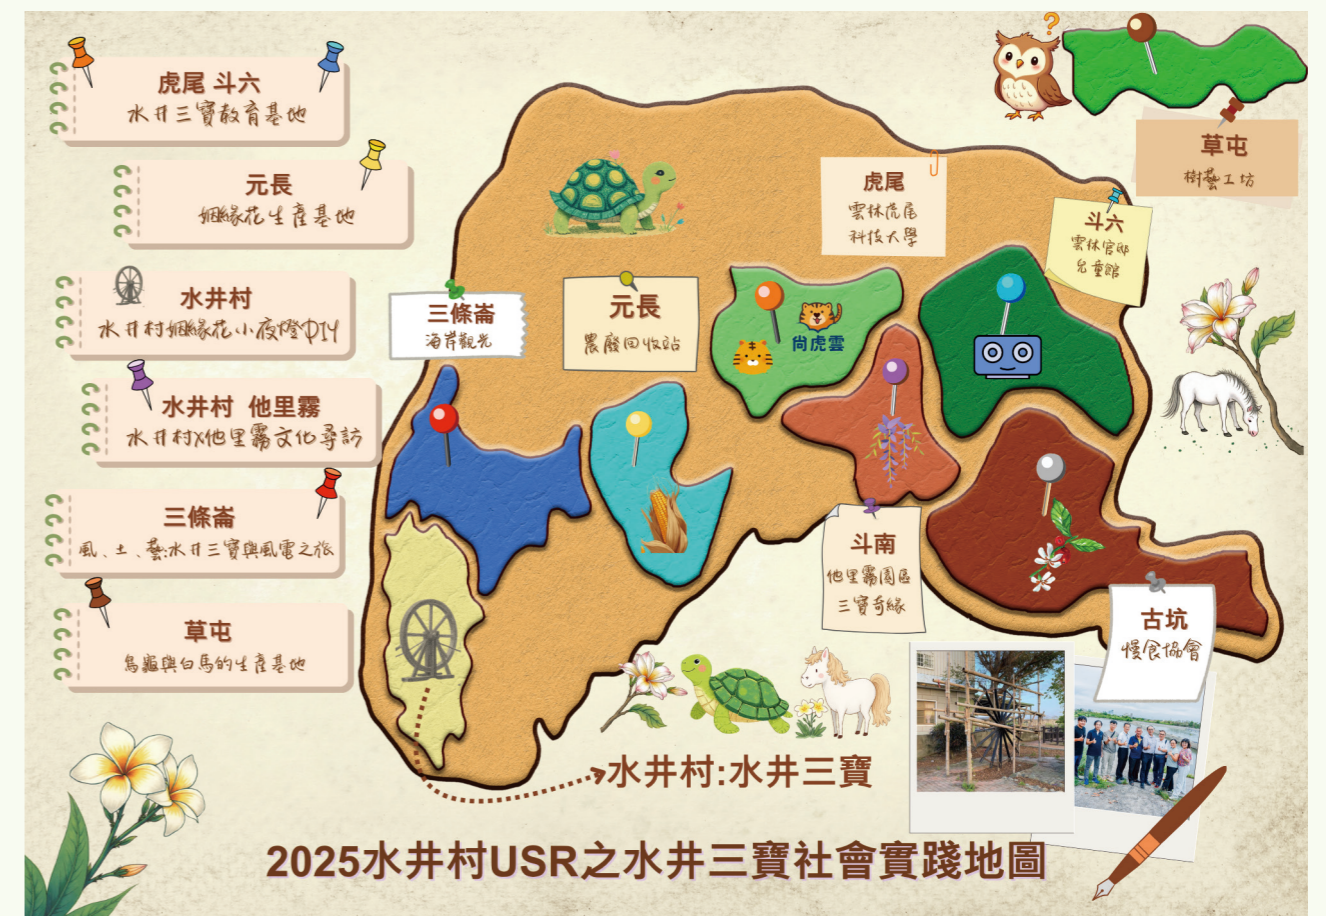 虎尾 斗六
水井三寶教育基地
元長
姻緣花生產基地
水井村
水井村姻緣花小夜燈DIY
水井村 他里霧
水井村X他里霧文化尋訪
三條崙
風、土、藝:水井三寶與風電之旅
草屯
烏龜與白馬的生產基地
?
草屯
樹藝工坊
虎尾
雲林虎尾
科技大學
斗六
雲林官邸
兒童館
三條崙
海岸觀光
元長
農廢回收站
尚虎雲
斗南
他里霧園區
三寶奇緣
古坑
慢食協會
水井村:水井三寶
2025水井村USR之水井三寶社會實踐地圖